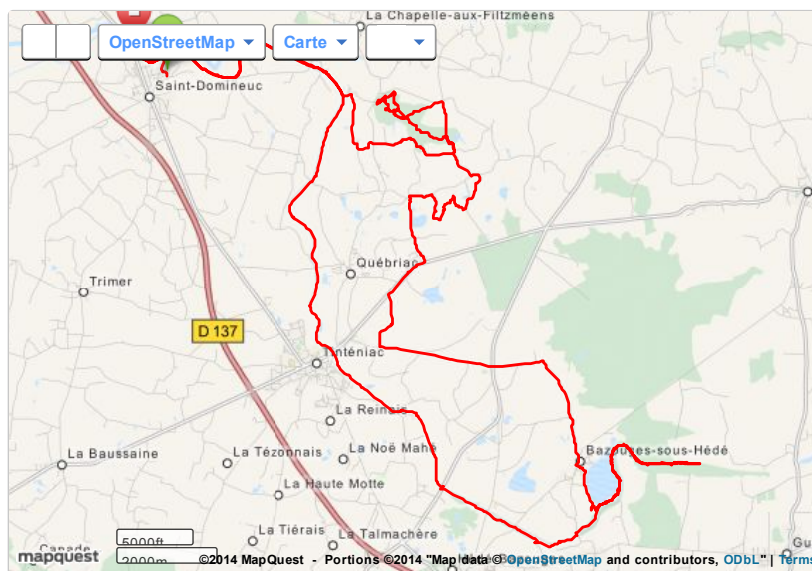 La Chapelle-aux-Filtzméens
OpenStreetMap
Carte
Saint-Domineuc
Québriac
Trimer
D 137
Tinténiac
La Reinais
La Baussaine
La Tézonnais
La Noë Mahé
Bazouges-sous-Hédé
La Haute Motte
La Tiérais
La Talmachère
5000ft
2000m
mapquest
©2014 MapQuest - Portions ©2014 "Map data © OpenStreetMap and contributors, ODbL" | Terms
Gu